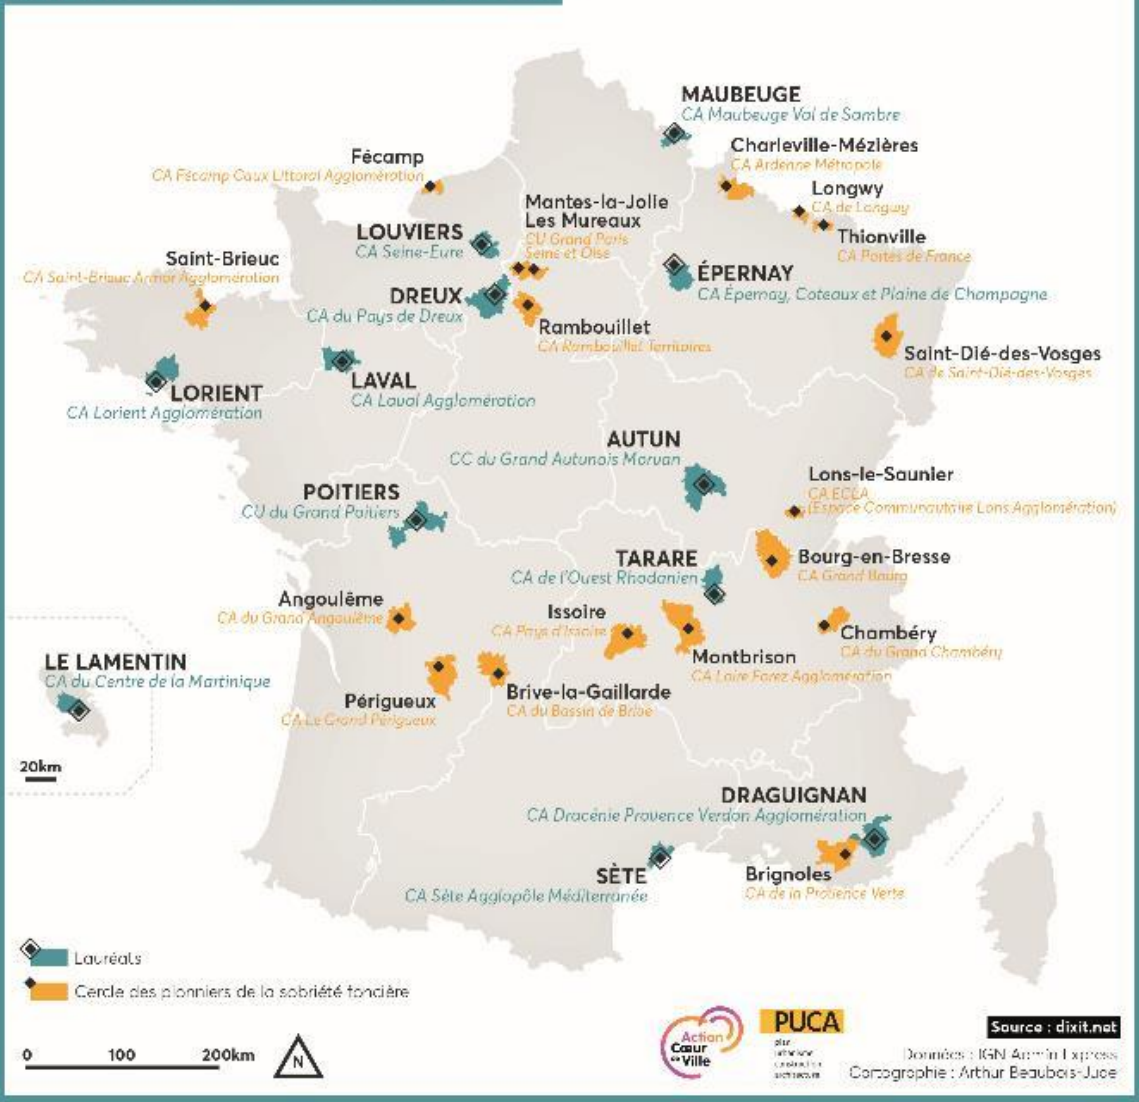 MAUBEUGE
CA Maubeuge Val de Sambre
Charleville-Mézières
CA Ardenne Métropole
Fécamp
CA Fécamp Caux Littoral Agglomération
Longwy
CA de Longwy
Mantes-la-Jolie
Les Mureaux
CU Grand Paris
Seine et Oise
Thionville
CA Portes de France
LOUVIERS
CA Seine-Eure
Saint-Brieuc
CA Saint-Brieuc Armor Agglomération
ÉPERNAY
CA Épernay, Coteaux et Plaine de Champagne
DREUX
CA du Pays de Dreux
Rambouillet
CA Rambouillet Territoires
Saint-Dié-des-Vosges
CA de Saint-Dié-des-Vosges
LORIENT
CA Lorient Agglomération
LAVAL
CA Laval Agglomération
AUTUN
CC du Grand Autunois Morvan
Lons-le-Saunier
CA ECLA
(Espace Communautaire Lons Agglomération)
POITIERS
CU du Grand Poitiers
TARARE
CA de l'Ouest Rhodanien
Bourg-en-Bresse
CA Grand Bourg
Angoulême
CA du Grand Angoulême
Issoire
CA Pays d'Issoire
Chambéry
CA du Grand Chambéry
Montbrison
CA Loire Forez Agglomération
LE LAMENTIN
CA du Centre de la Martinique
Périgueux
CA Le Grand Périgueux
Brive-la-Gaillarde
CA du Bassin de Brive
20km
DRAGUIGNAN
CA Dracénie Provence Verdon Agglomération
SÈTE
CA Sète Agglopôle Méditerranée
Brignoles
CA de la Provence Verte
Lauréats
Cercle des pionniers de la sobriété foncière
0 100 200km
N
Action
Cœur
de Ville
PUCA
plan
urbanisme
construction
architecture
Source : dixit.net
Données : IGN Admin Express
Cartographie : Arthur Beaubois-Jude